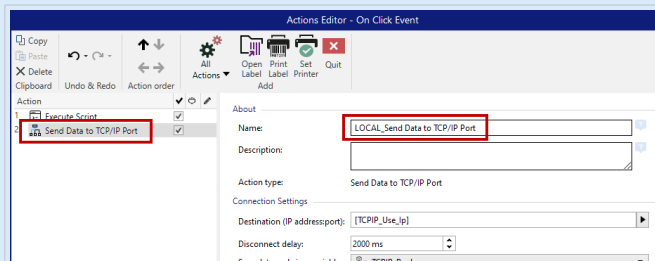 Actions Editor - On Click Event
Copy
Paste
Delete
Clipboard
Undo & Redo
Action order
All Actions
Open Label
Print Label
Set Printer
Quit
Add
Action
1 Execute Script
2 Send Data to TCP/IP Port
About
Name: LOCAL_Send Data to TCP/IP Port
Description:
Action type: Send Data to TCP/IP Port
Connection Settings
Destination (IP address:port): [TCPIP_Use_Ip]
Disconnect delay: 2000 ms